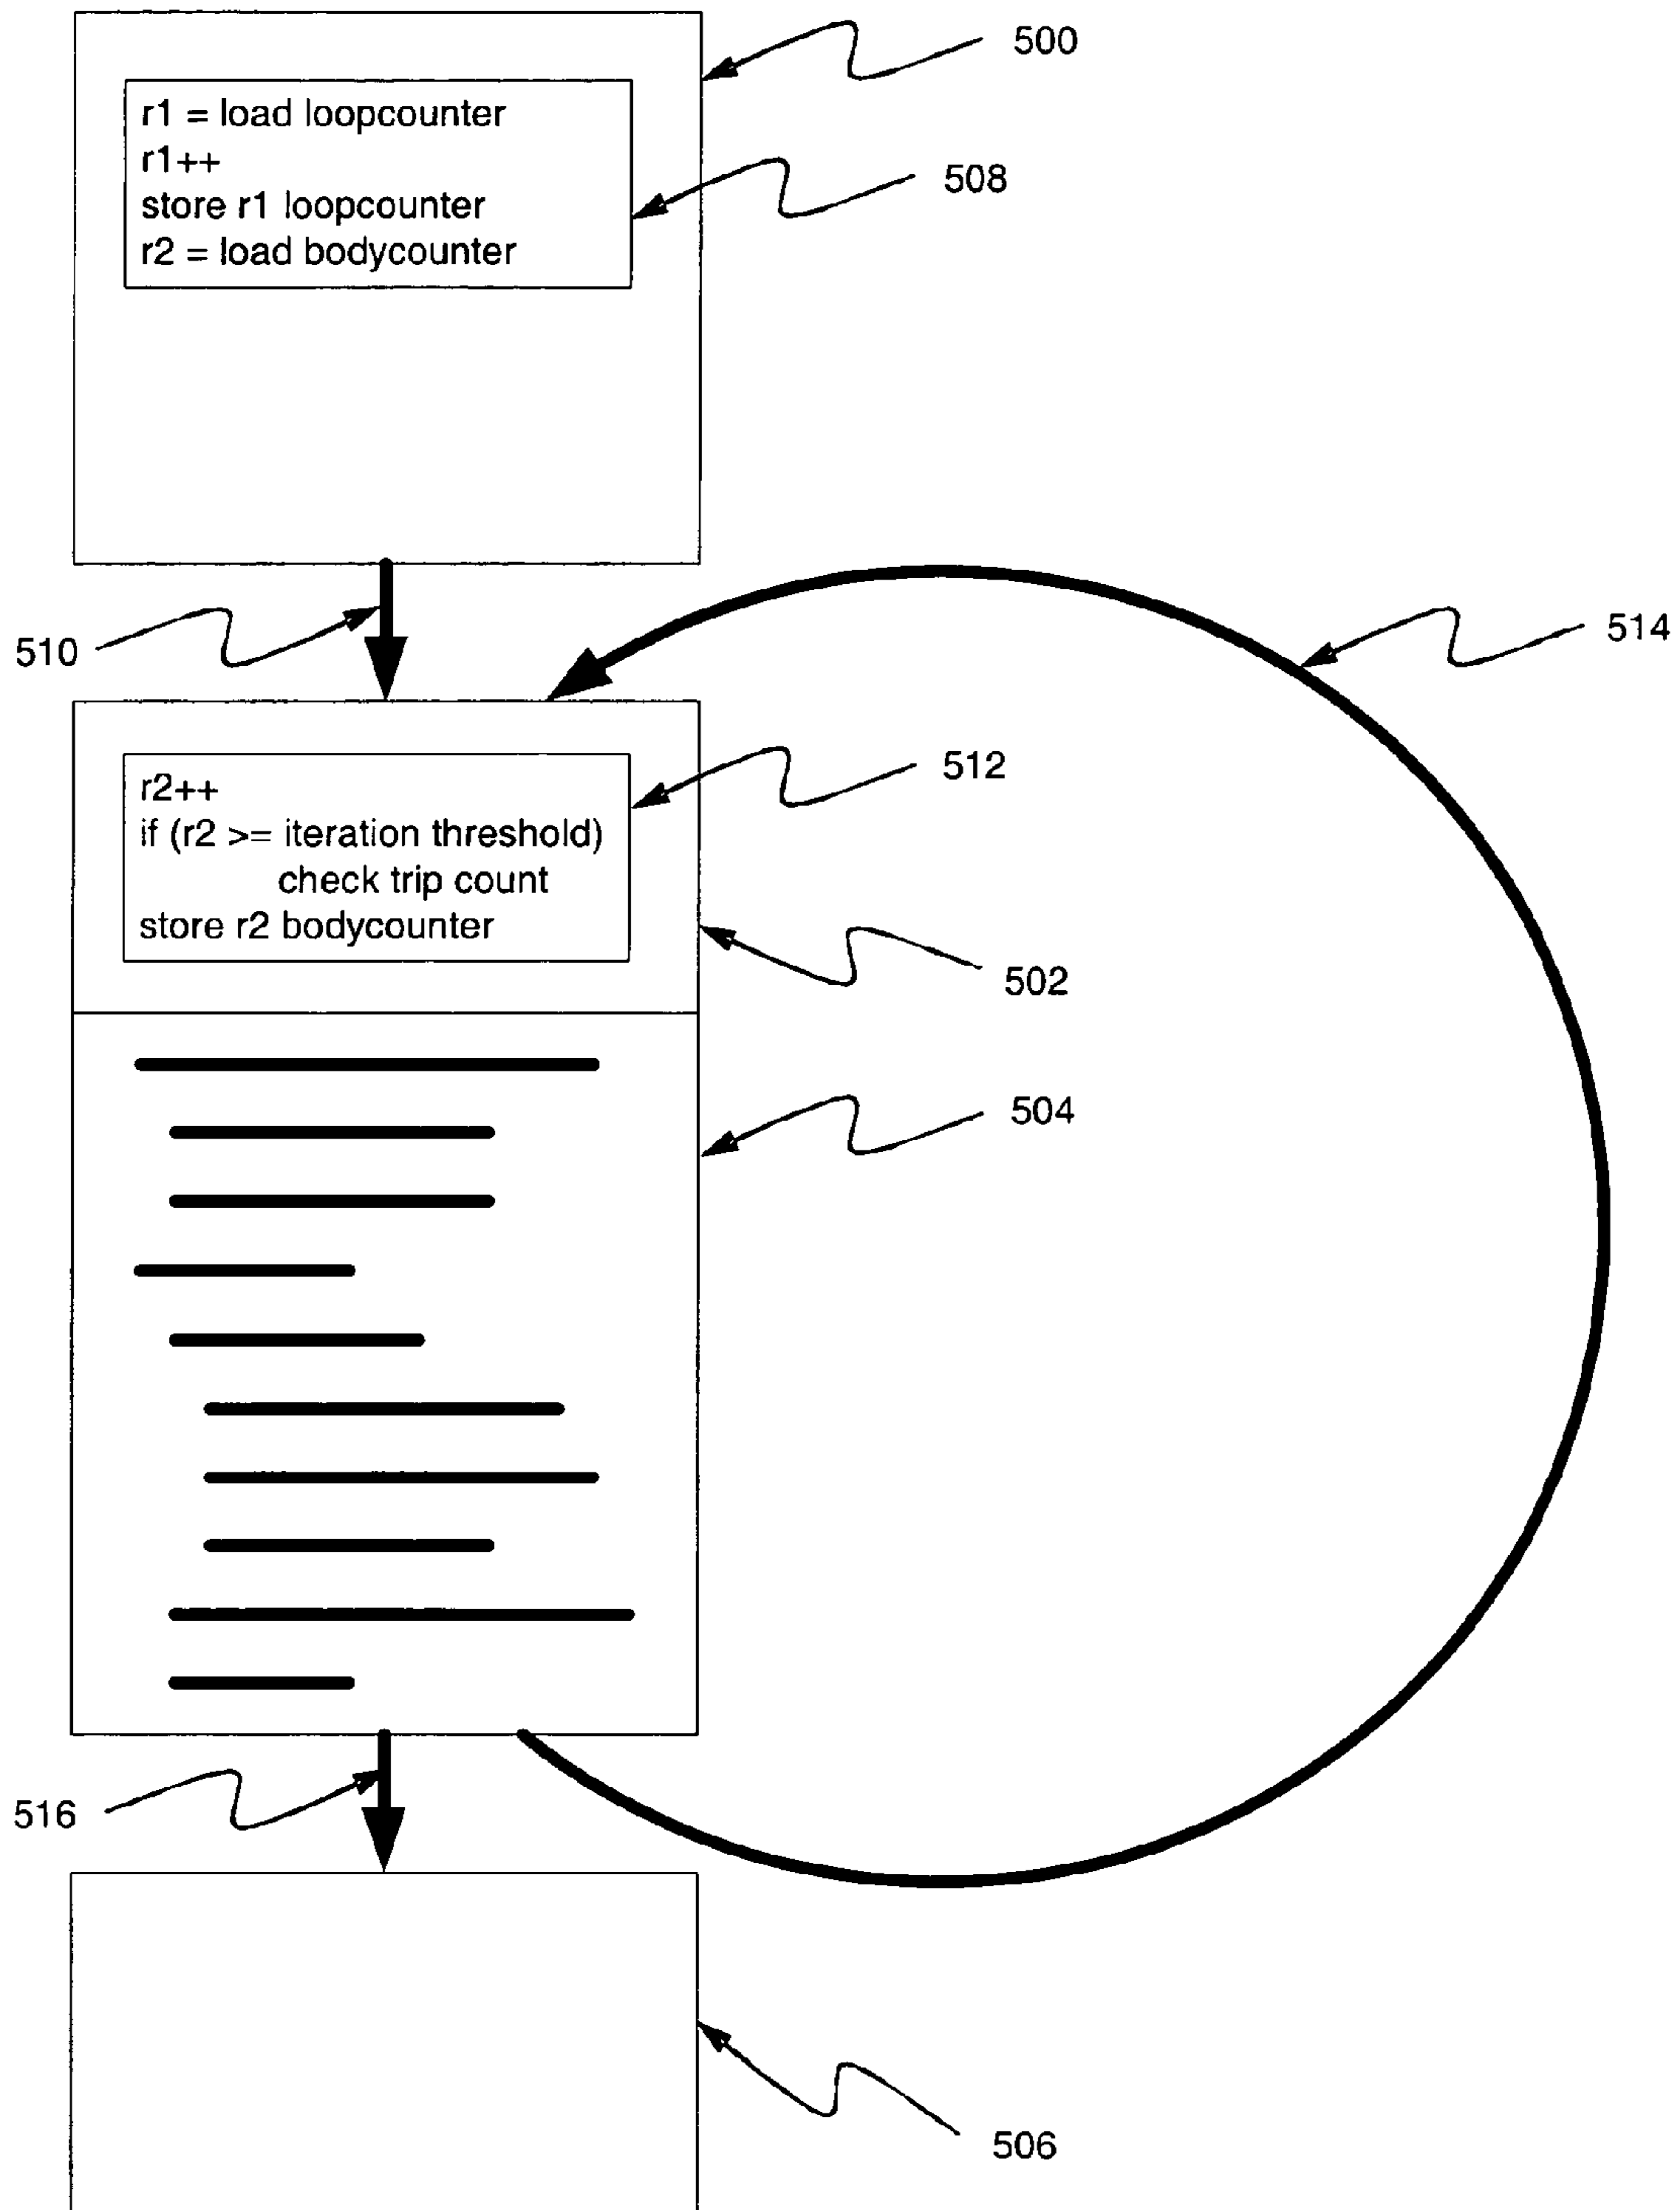 500
r1 = load loopcounter
r1++
store r1 loopcounter
r2 = load bodycounter
508
510
514
r2++
if (r2 >= iteration threshold)
check trip count
store r2 bodycounter
512
502
504
516
506